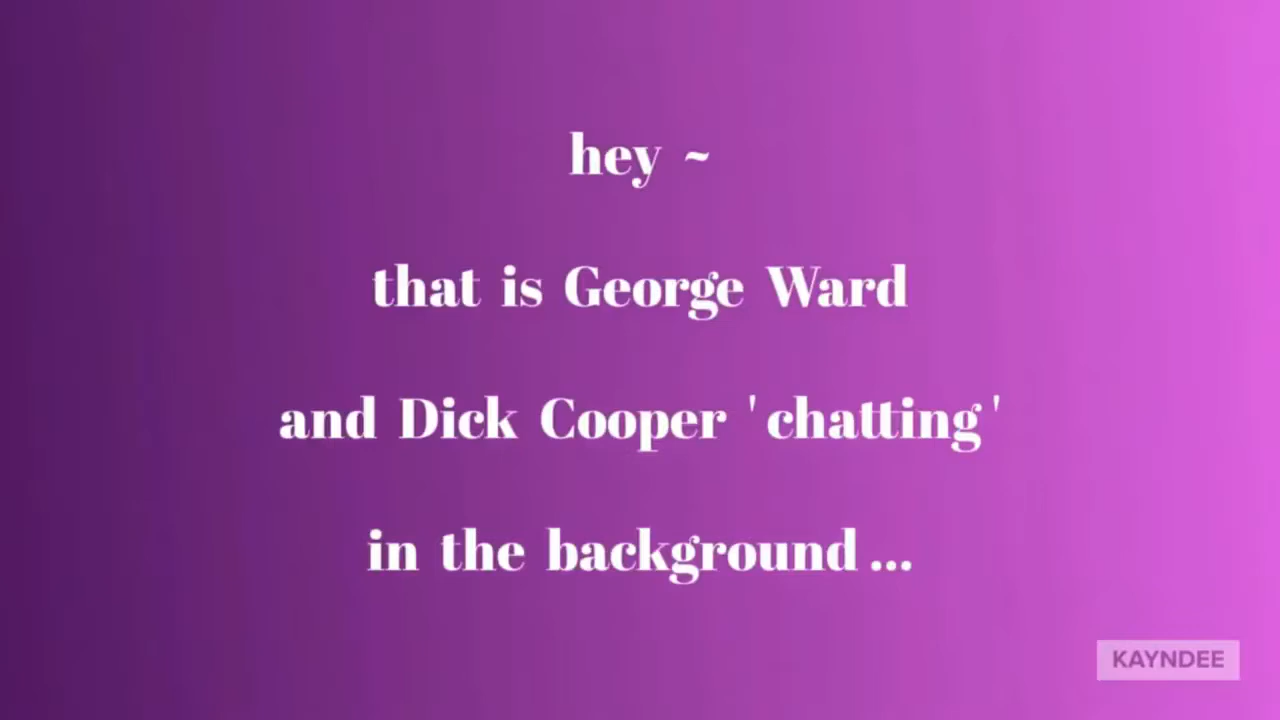 hey ~
that is George Ward
and Dick Cooper 'chatting'
in the background...
KAYNDEE